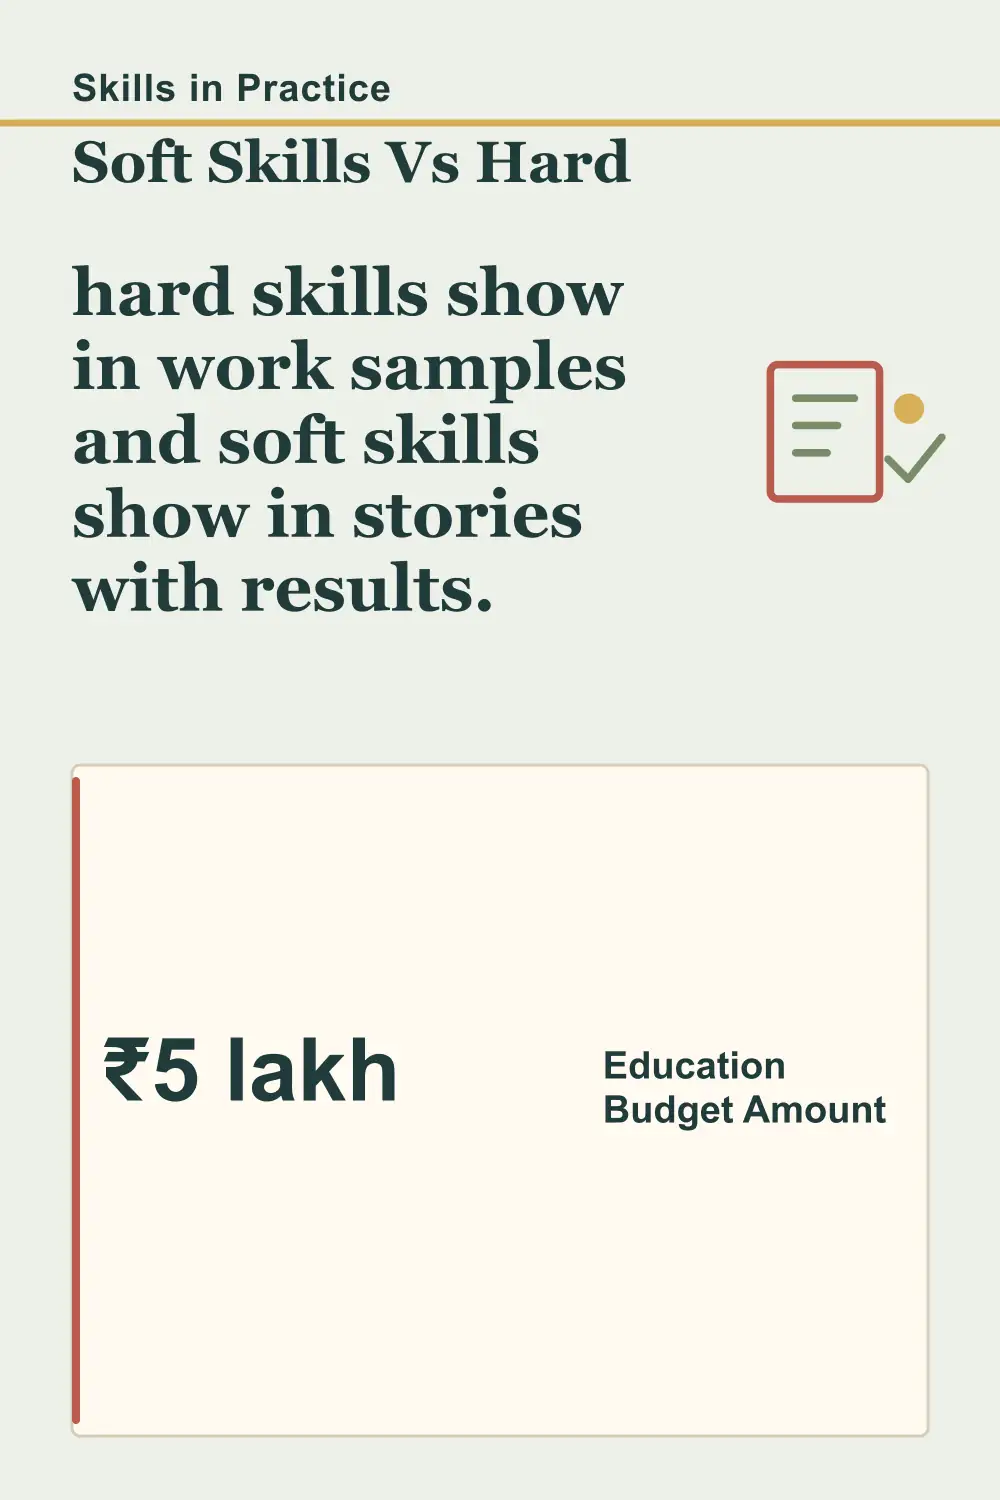 Skills in Practice
Soft Skills Vs Hard
hard skills show
in work samples
and soft skills
show in stories
with results.
₹5 lakh
Education
Budget Amount